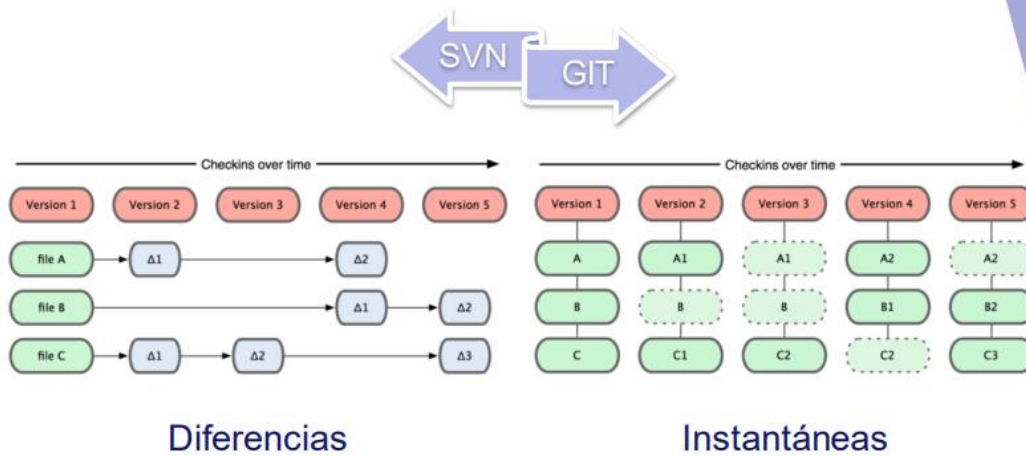 SVN
GIT
Checkins over time
Version 1 Version 2 Version 3 Version 4 Version 5
file A Δ1 Δ2
file B Δ1 Δ2
file C Δ1 Δ2 Δ3
Diferencias
Checkins over time
Version 1 Version 2 Version 3 Version 4 Version 5
A A1 A1 A2 A2
B B B B1 B2
C C1 C2 C2 C3
Instantáneas